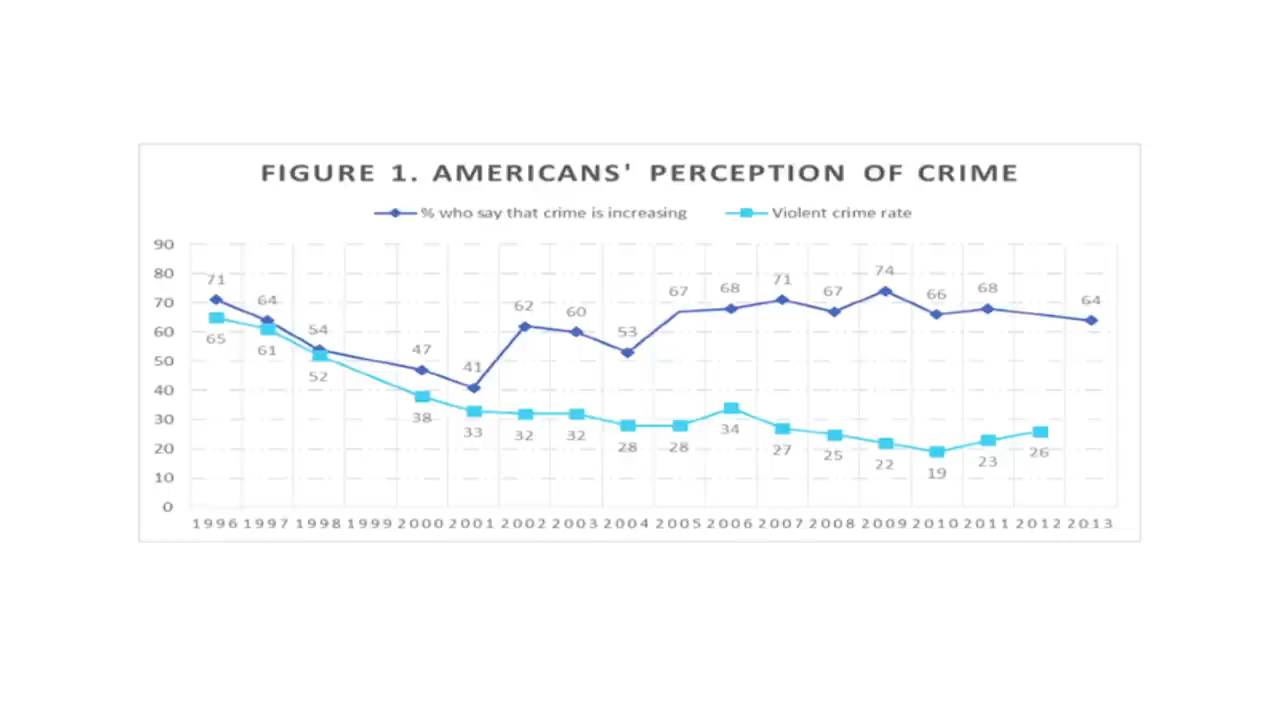 FIGURE 1. AMERICANS' PERCEPTION OF CRIME
% who say that crime is increasing Violent crime rate
90
80
70
60
50
40
30
20
10
0
71 64 54 47 41 62 60 53 67 68 71 67 74 66 68 64
65 61 52 38 33 32 32 28 28 34 27 25 22 19 23 26
1996 1997 1998 1999 2000 2001 2002 2003 2004 2005 2006 2007 2008 2009 2010 2011 2012 2013